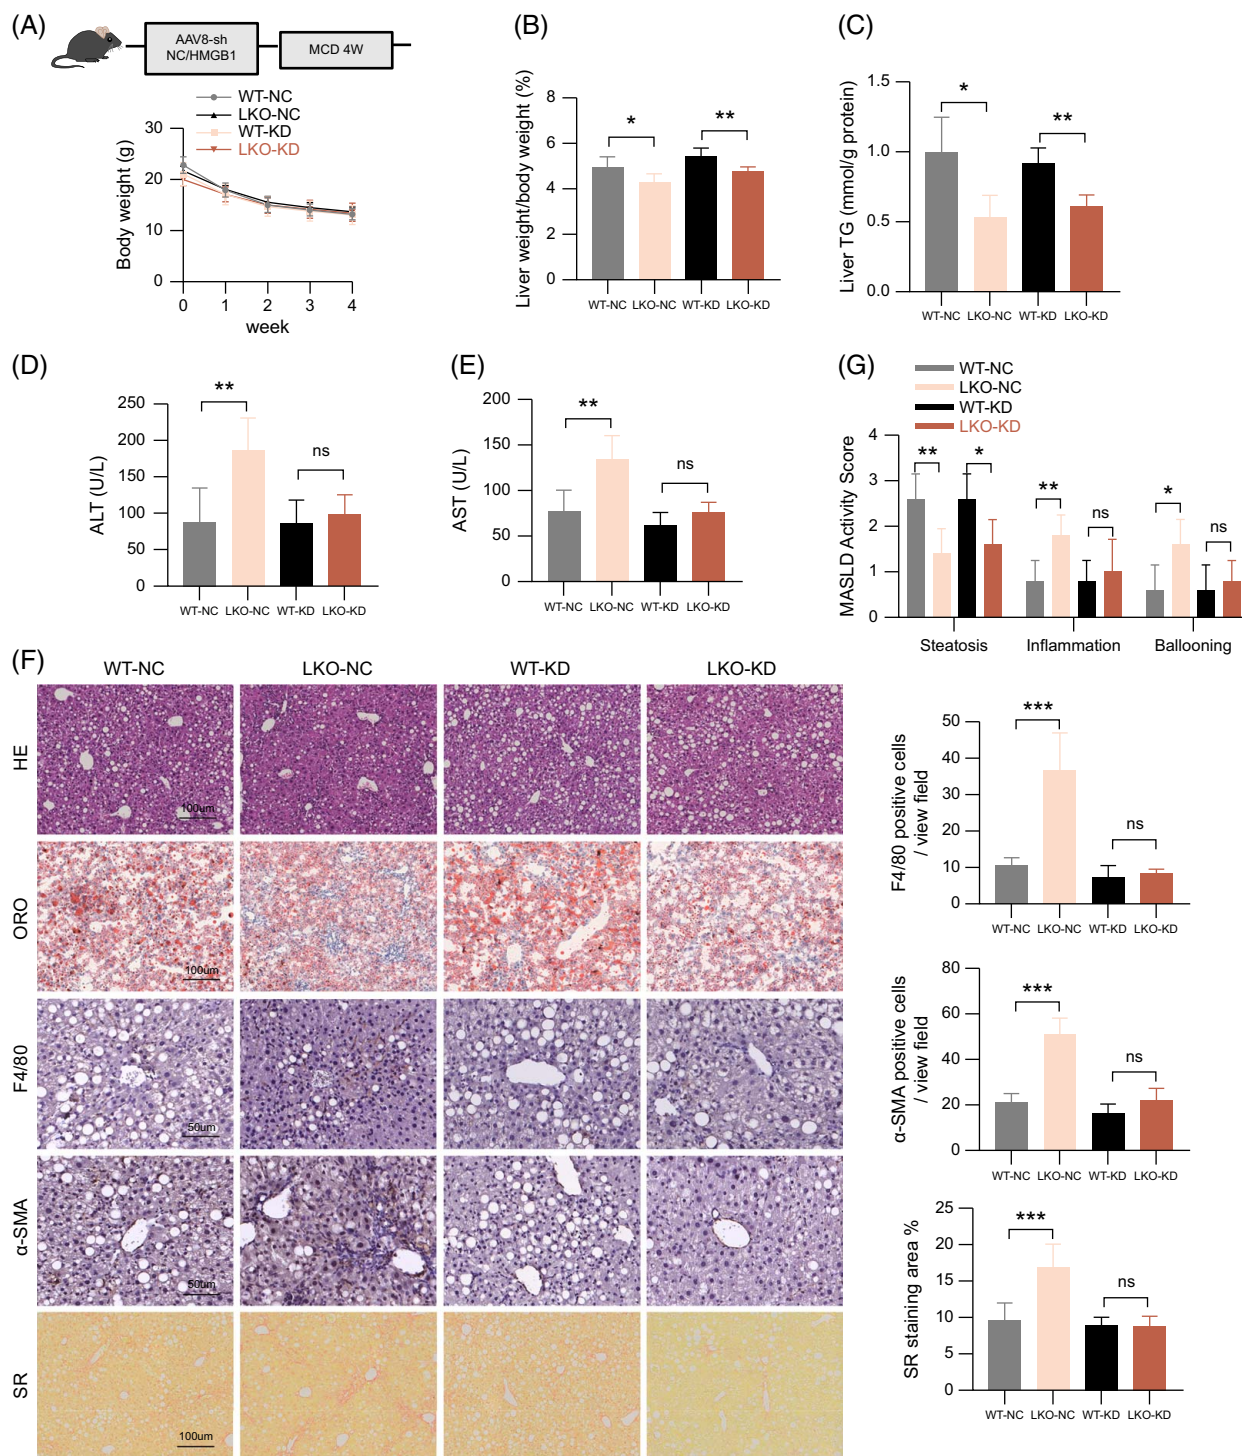 (A)
AAV8-sh
NC/HMGB1
MCD 4W
WT-NC
LKO-NC
WT-KD
LKO-KD
Body weight (g)
30
20
10
0
0 1 2 3 4
week
(B)
Liver weight/body weight (%)
8
6
4
2
0
* **
WT-NC LKO-NC WT-KD LKO-KD
(C)
Liver TG (mmol/g protein)
1.5
1.0
0.5
0.0
* **
WT-NC LKO-NC WT-KD LKO-KD
(D)
ALT (U/L)
250
200
150
100
50
0
** ns
WT-NC LKO-NC WT-KD LKO-KD
(E)
AST (U/L)
200
150
100
50
0
** ns
WT-NC LKO-NC WT-KD LKO-KD
(G)
WT-NC
LKO-NC
WT-KD
LKO-KD
MASLD Activity Score
4
3
2
1
0
** * ** ns * ns
Steatosis Inflammation Ballooning
(F)
WT-NC LKO-NC WT-KD LKO-KD
HE
100um
ORO
100um
F4/80
50um
α-SMA
50um
SR
100um
F4/80 positive cells
/ view field
50
40
30
20
10
0
*** ns
WT-NC LKO-NC WT-KD LKO-KD
α-SMA positive cells
/ view field
80
60
40
20
0
*** ns
WT-NC LKO-NC WT-KD LKO-KD
SR staining area %
25
20
15
10
5
0
*** ns
WT-NC LKO-NC WT-KD LKO-KD